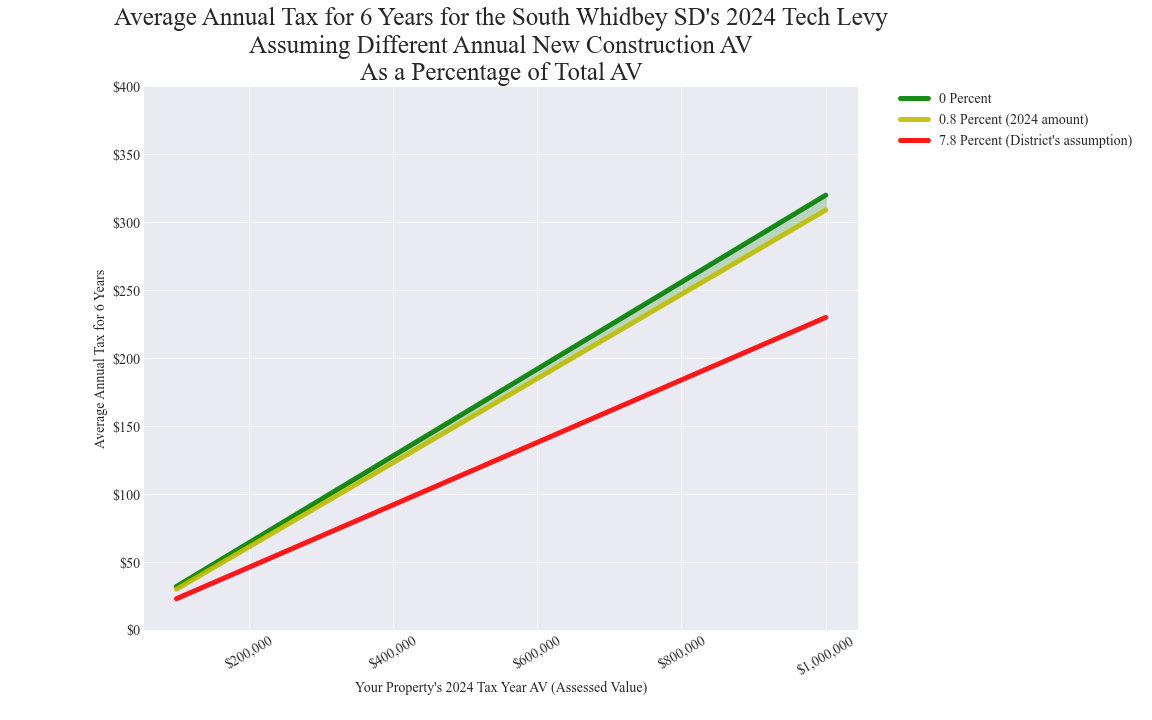 Average Annual Tax for 6 Years for the South Whidbey SD's 2024 Tech Levy
Assuming Different Annual New Construction AV
As a Percentage of Total AV
0 Percent
0.8 Percent (2024 amount)
7.8 Percent (District's assumption)
Average Annual Tax for 6 Years
$400
$350
$300
$250
$200
$150
$100
$50
$0
$200,000
$400,000
$600,000
$800,000
$1,000,000
Your Property's 2024 Tax Year AV (Assessed Value)